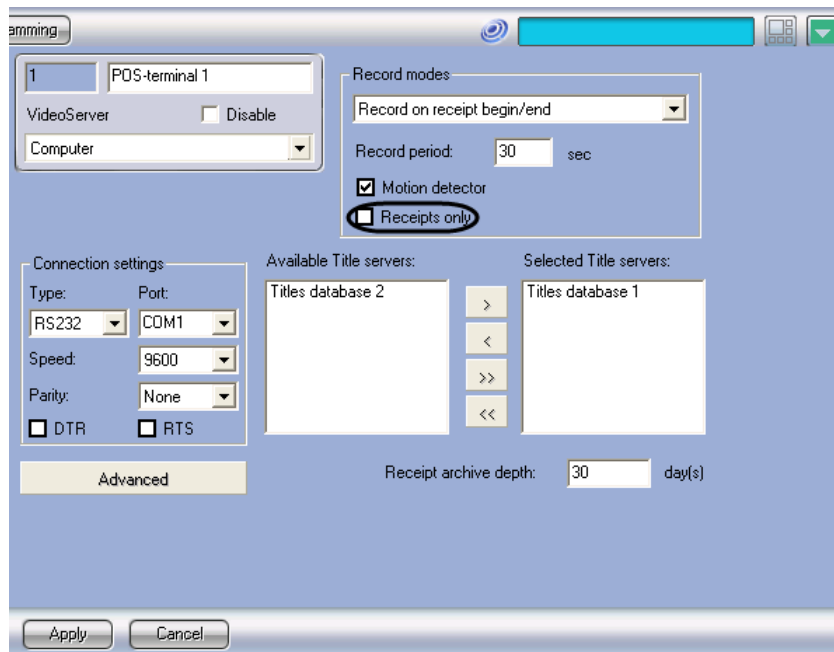 amming
1 POS-terminal 1
VideoServer Disable
Computer
Record modes
Record on receipt begin/end
Record period: 30 sec
Motion detector
Receipts only
Connection settings
Type: Port:
RS232 COM1
Speed: 9600
Parity: None
DTR RTS
Advanced
Available Title servers:
Titles database 2
>
<
>>
<<
Selected Title servers:
Titles database 1
Receipt archive depth: 30 day(s)
Apply Cancel